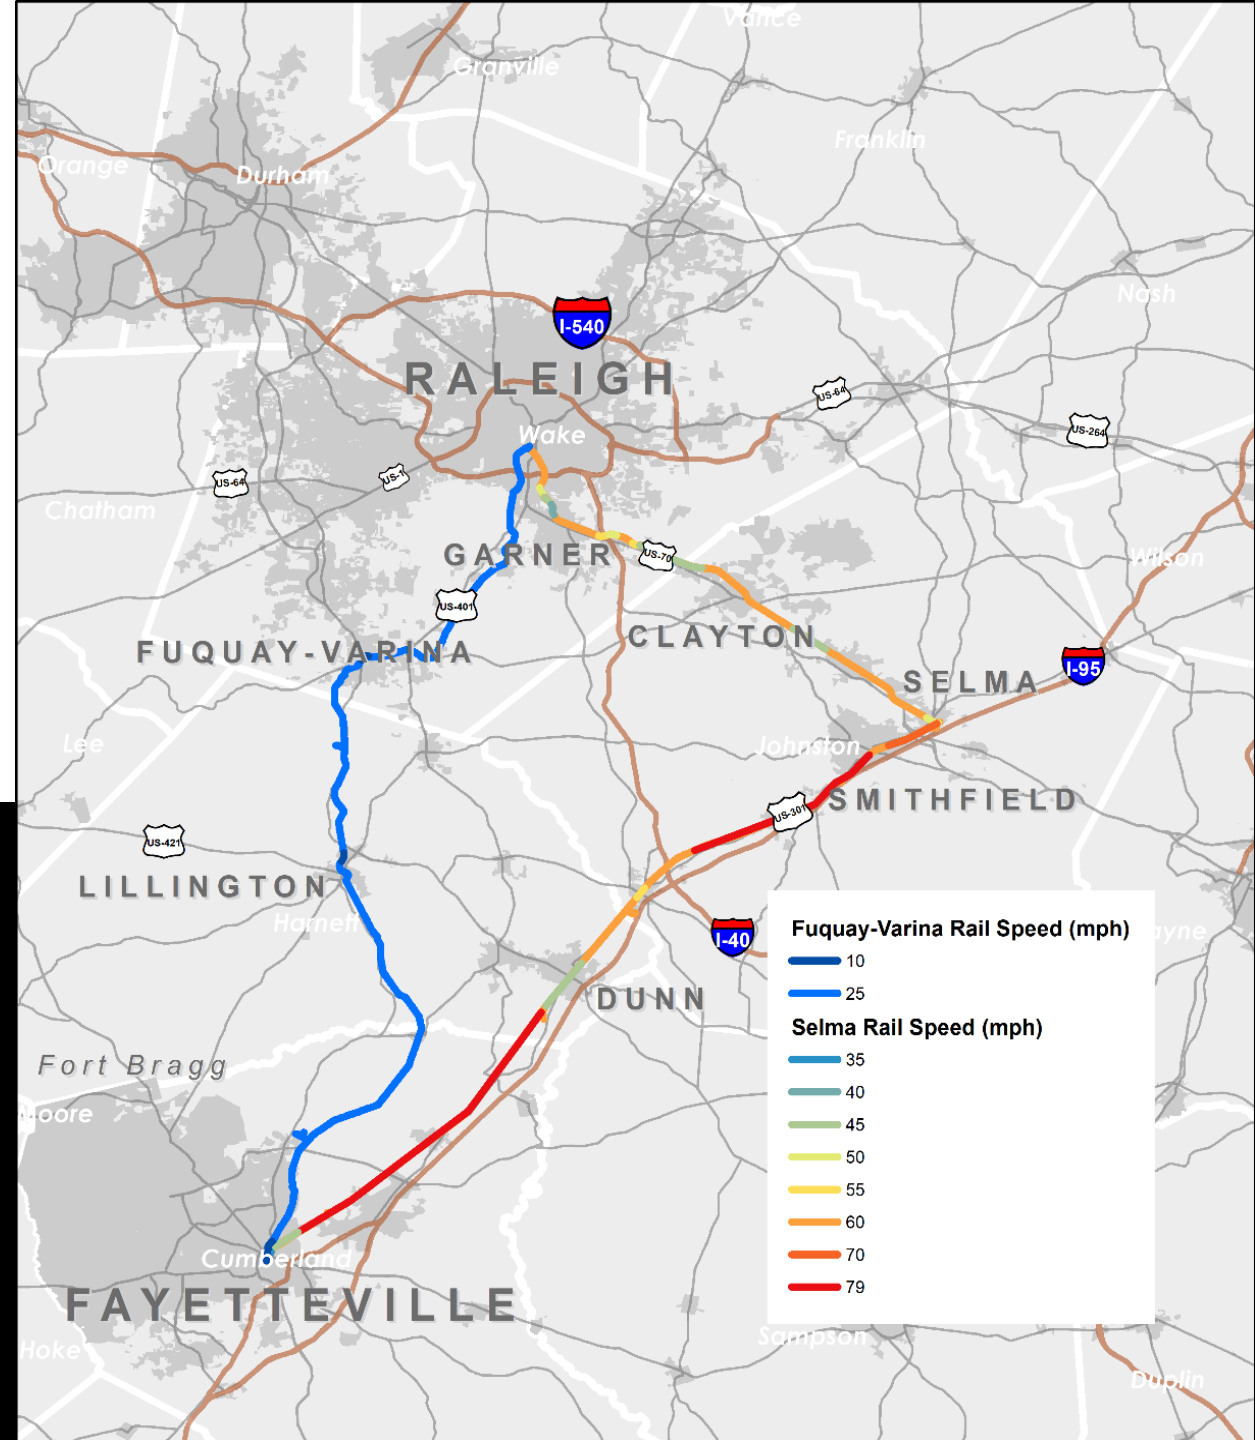 Vance
Granville
Franklin
Orange
Durham
Nash
I-540
RALEIGH
US-64
US-264
Wake
US-64
US-1
Chatham
GARNER
US-70
Wilson
US-401
CLAYTON
FUQUAY-VARINA
I-95
SELMA
Lee
Johnston
SMITHFIELD
US-301
US-421
LILLINGTON
Harnett
I-40
ayne
DUNN
Fort Bragg
Moore
Cumberland
FAYETTEVILLE
Hoke
Sampson
Duplin
Fuquay-Varina Rail Speed (mph)
10
25
Selma Rail Speed (mph)
35
40
45
50
55
60
70
79